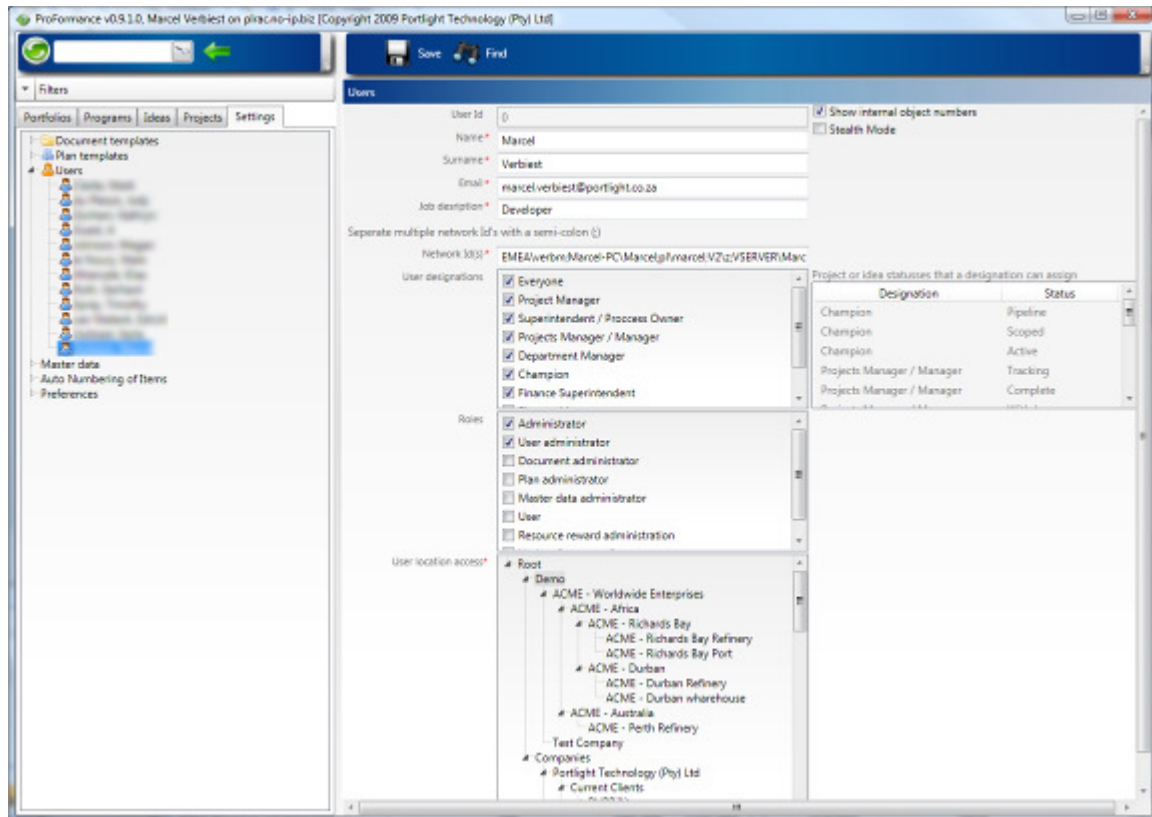 ProFormance v0.9.1.0, Marcel Verbiest on plrac.no-ip.biz [Copyright 2009 Portlight Technology (Pty) Ltd]
Save Find
Filters
Portfolios Programs Ideas Projects Settings
Document templates
Plan templates
Users
Master data
Auto Numbering of Items
Preferences
Users
User Id 0
Show internal object numbers
Stealth Mode
Name* Marcel
Surname* Verbiest
Email* marcel.verbiest@portlight.co.za
Job desription* Developer
Seperate multiple network Id's with a semi-colon (;)
Network Id(s)*
User designations
Everyone
Project Manager
Superintendent / Proccess Owner
Projects Manager / Manager
Department Manager
Champion
Finance Superintendent
Project or idea statusses that a designation can assign
Designation Status
Champion Pipeline
Champion Scoped
Champion Active
Projects Manager / Manager Tracking
Projects Manager / Manager Complete
Roles
Administrator
User administrator
Document administrator
Plan administrator
Master data administrator
User
Resource reward administration
User location access*
Root
Demo
ACME - Worldwide Enterprises
ACME - Africa
ACME - Richards Bay
ACME - Richards Bay Refinery
ACME - Richards Bay Port
ACME - Durban
ACME - Durban Refinery
ACME - Durban wharehouse
ACME - Australia
ACME - Perth Refinery
Test Company
Companies
Portlight Technology (Pty) Ltd
Current Clients